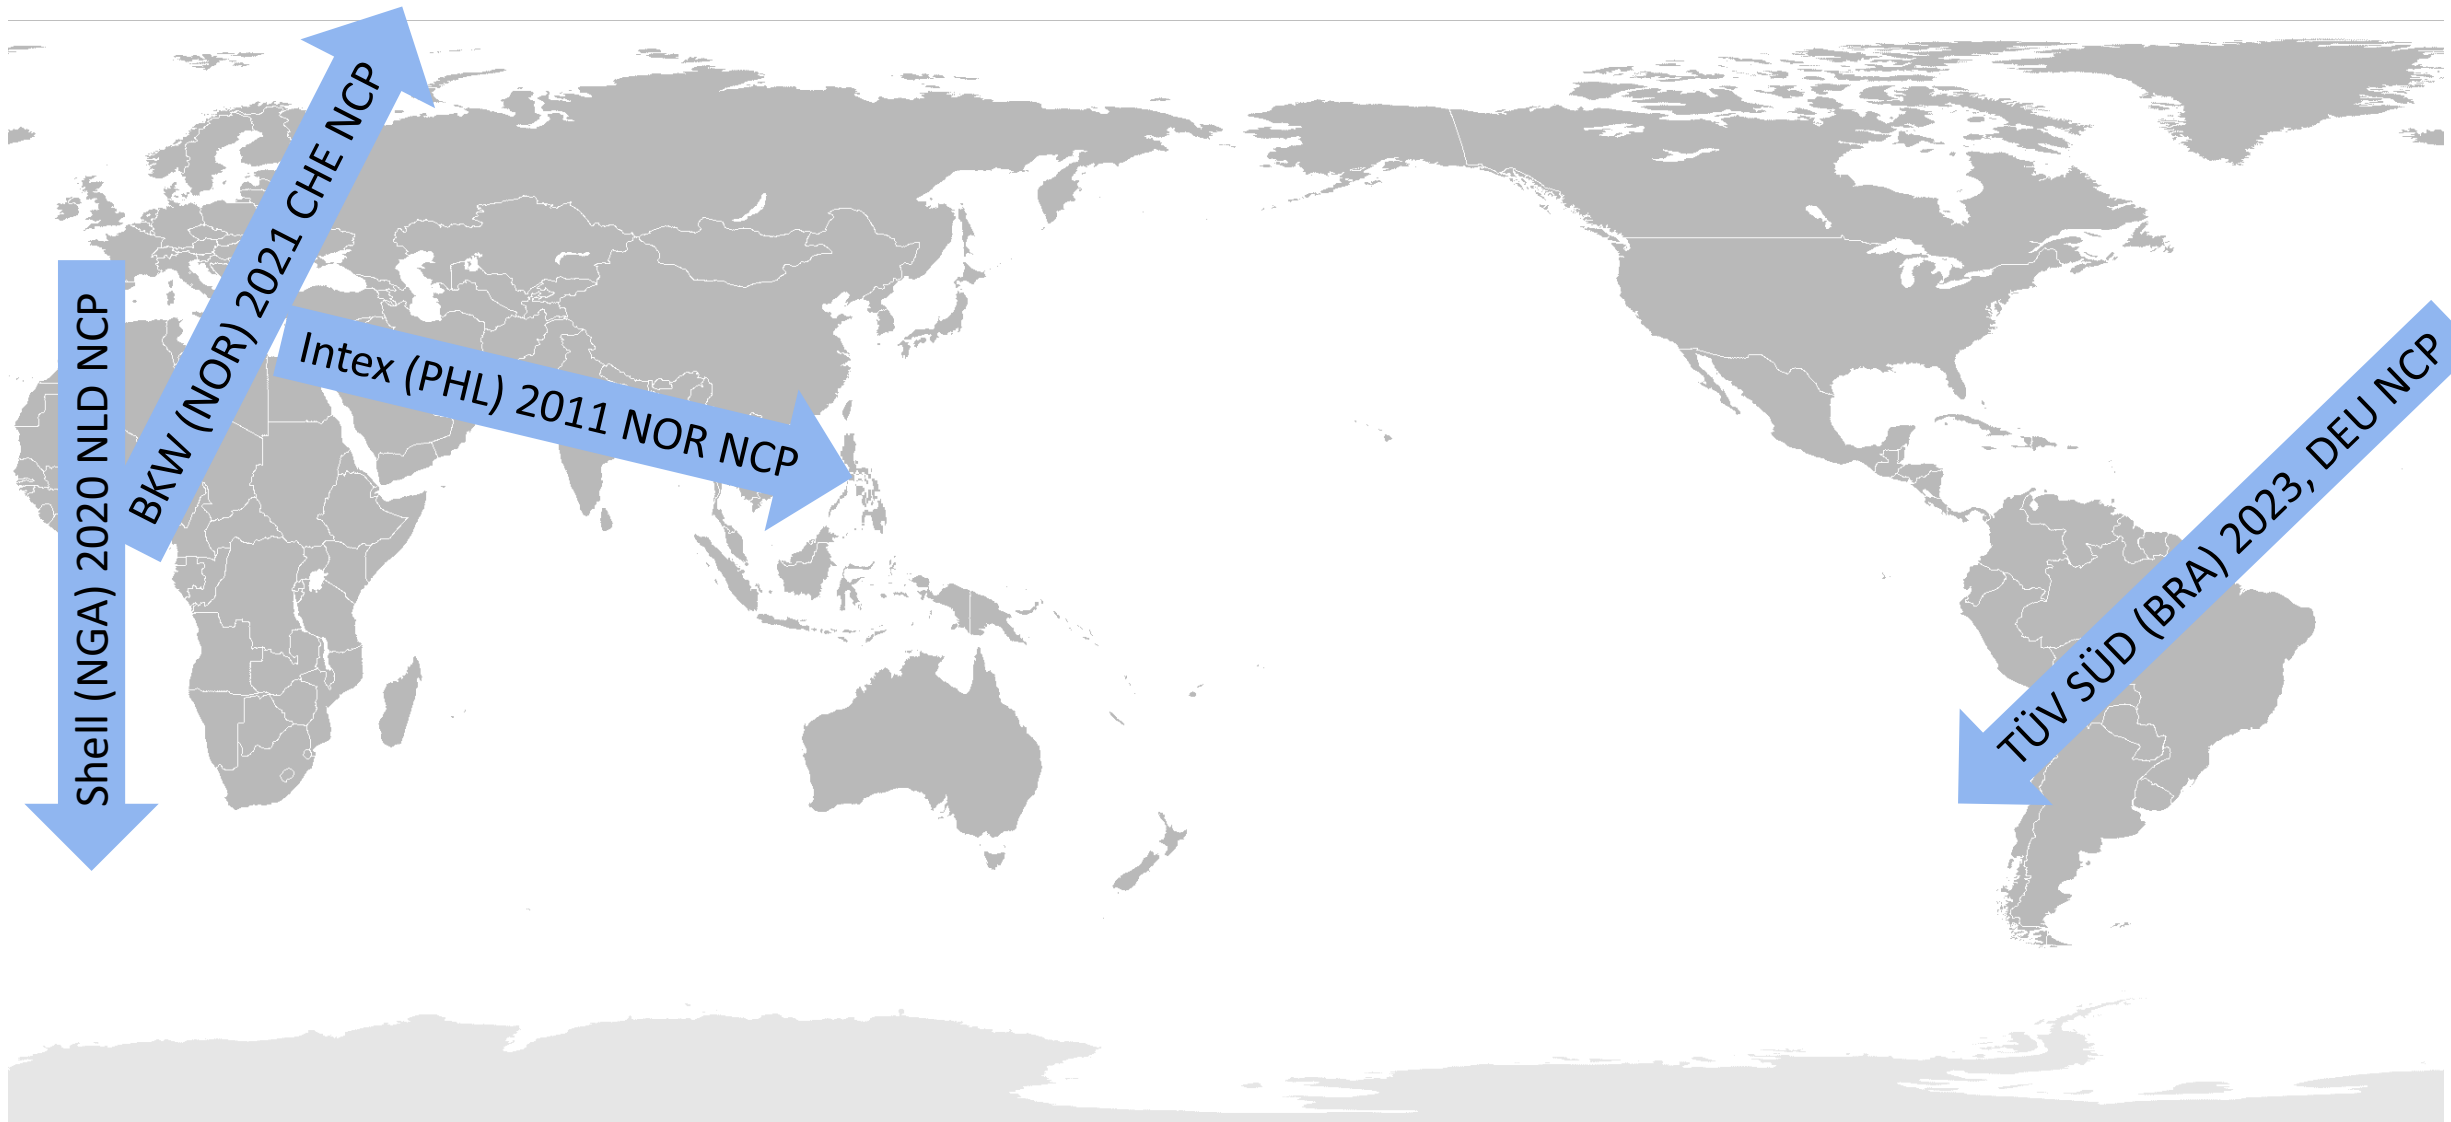 Shell (NGA) 2020 NLD NCP
BKW (NOR) 2021 CHE NCP
Intex (PHL) 2011 NOR NCP
TÜV SÜD (BRA) 2023, DEU NCP